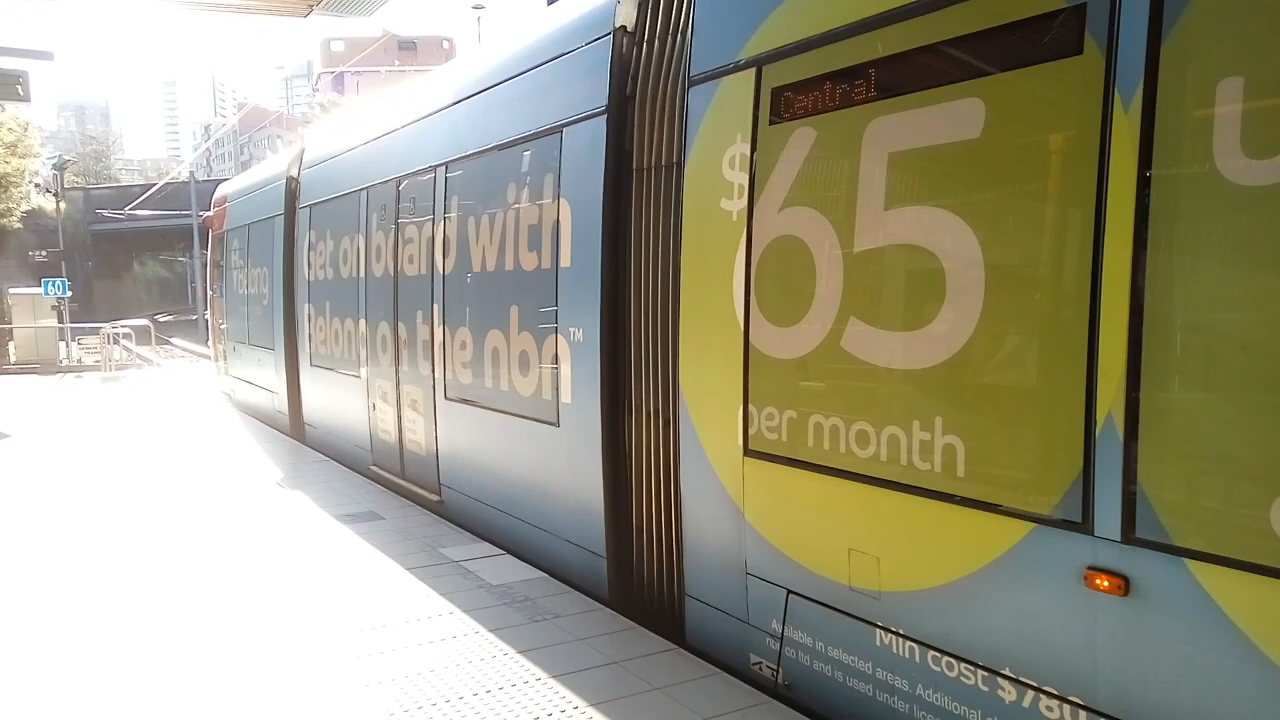 Central
60
Belong
Get on board with
Belong on the nbn™
$65
per month
Min cost $780
Available in selected areas. Additional
nbn co ltd and is used under